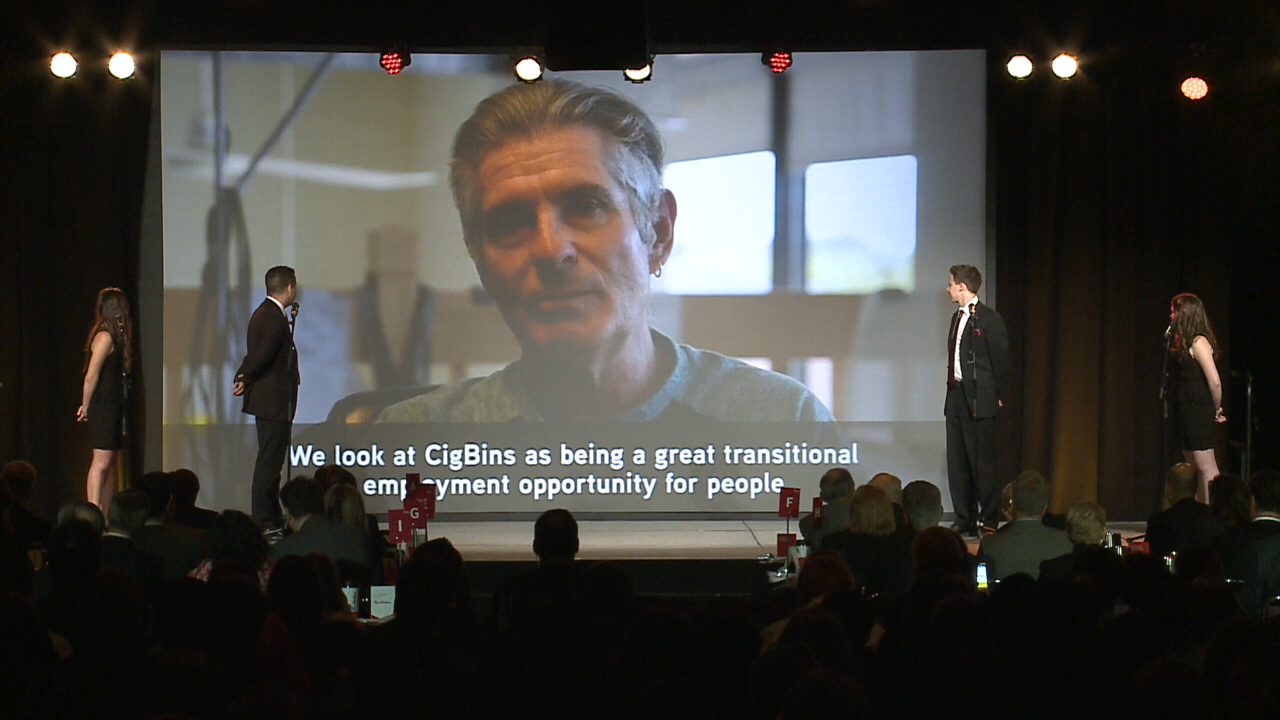 We look at CigBins as being a great transitional
employment opportunity for people
G
I
F